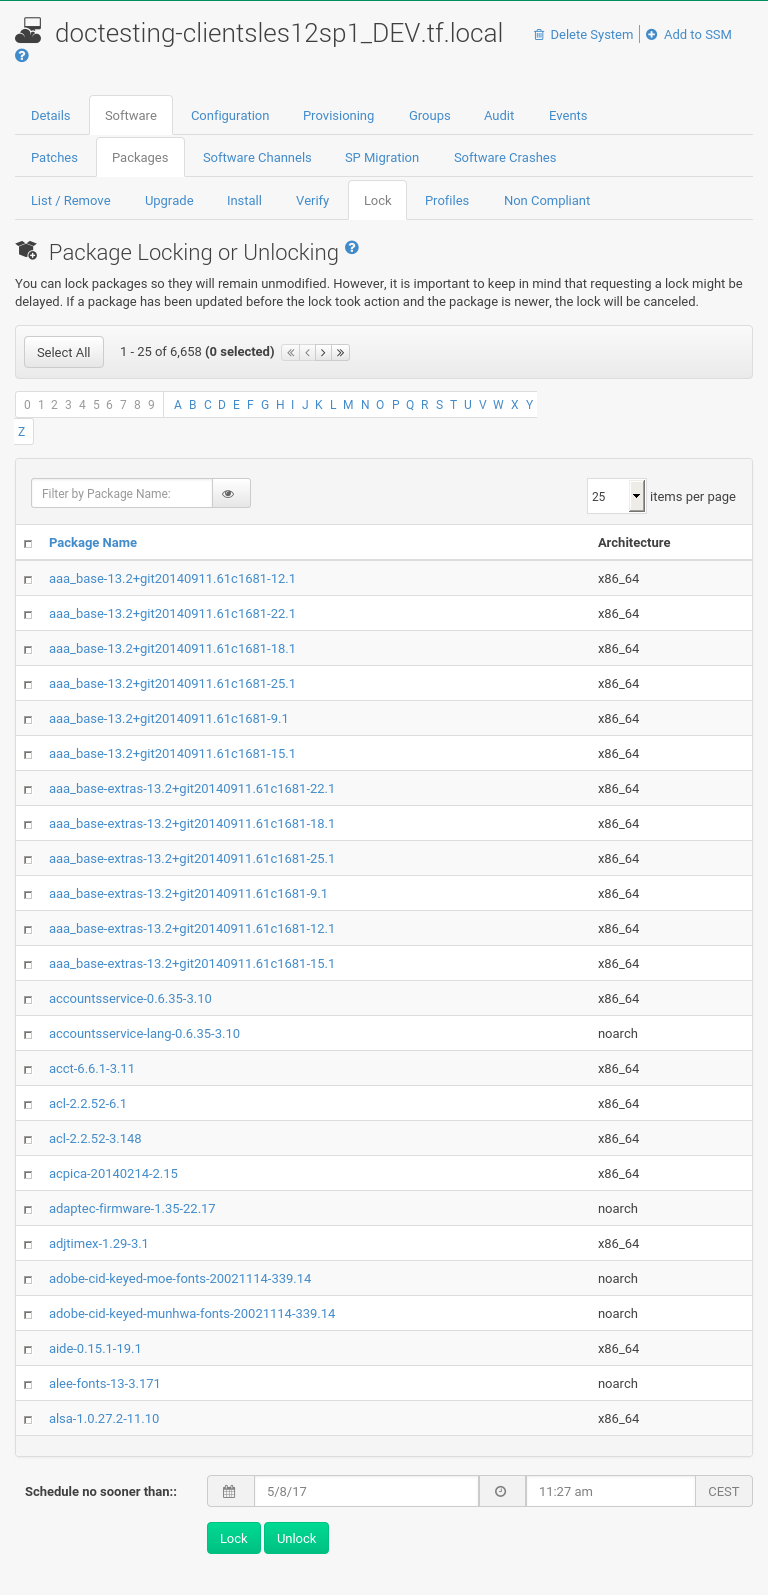 doctesting-clientsles12sp1_DEV.tf.local
Delete System | Add to SSM
Details Software Configuration Provisioning Groups Audit Events
Patches Packages Software Channels SP Migration Software Crashes
List / Remove Upgrade Install Verify Lock Profiles Non Compliant
Package Locking or Unlocking
You can lock packages so they will remain unmodified. However, it is important to keep in mind that requesting a lock might be
delayed. If a package has been updated before the lock took action and the package is newer, the lock will be canceled.
Select All 1 - 25 of 6,658 (0 selected)
0 1 2 3 4 5 6 7 8 9 A B C D E F G H I J K L M N O P Q R S T U V W X Y
Z
Filter by Package Name: 25 items per page
Package Name Architecture
aaa_base-13.2+git20140911.61c1681-12.1 x86_64
aaa_base-13.2+git20140911.61c1681-22.1 x86_64
aaa_base-13.2+git20140911.61c1681-18.1 x86_64
aaa_base-13.2+git20140911.61c1681-25.1 x86_64
aaa_base-13.2+git20140911.61c1681-9.1 x86_64
aaa_base-13.2+git20140911.61c1681-15.1 x86_64
aaa_base-extras-13.2+git20140911.61c1681-22.1 x86_64
aaa_base-extras-13.2+git20140911.61c1681-18.1 x86_64
aaa_base-extras-13.2+git20140911.61c1681-25.1 x86_64
aaa_base-extras-13.2+git20140911.61c1681-9.1 x86_64
aaa_base-extras-13.2+git20140911.61c1681-12.1 x86_64
aaa_base-extras-13.2+git20140911.61c1681-15.1 x86_64
accountsservice-0.6.35-3.10 x86_64
accountsservice-lang-0.6.35-3.10 noarch
acct-6.6.1-3.11 x86_64
acl-2.2.52-6.1 x86_64
acl-2.2.52-3.148 x86_64
acpica-20140214-2.15 x86_64
adaptec-firmware-1.35-22.17 noarch
adjtimex-1.29-3.1 x86_64
adobe-cid-keyed-moe-fonts-20021114-339.14 noarch
adobe-cid-keyed-munhwa-fonts-20021114-339.14 noarch
aide-0.15.1-19.1 x86_64
alee-fonts-13-3.171 noarch
alsa-1.0.27.2-11.10 x86_64
Schedule no sooner than:: 5/8/17 11:27 am CEST
Lock Unlock